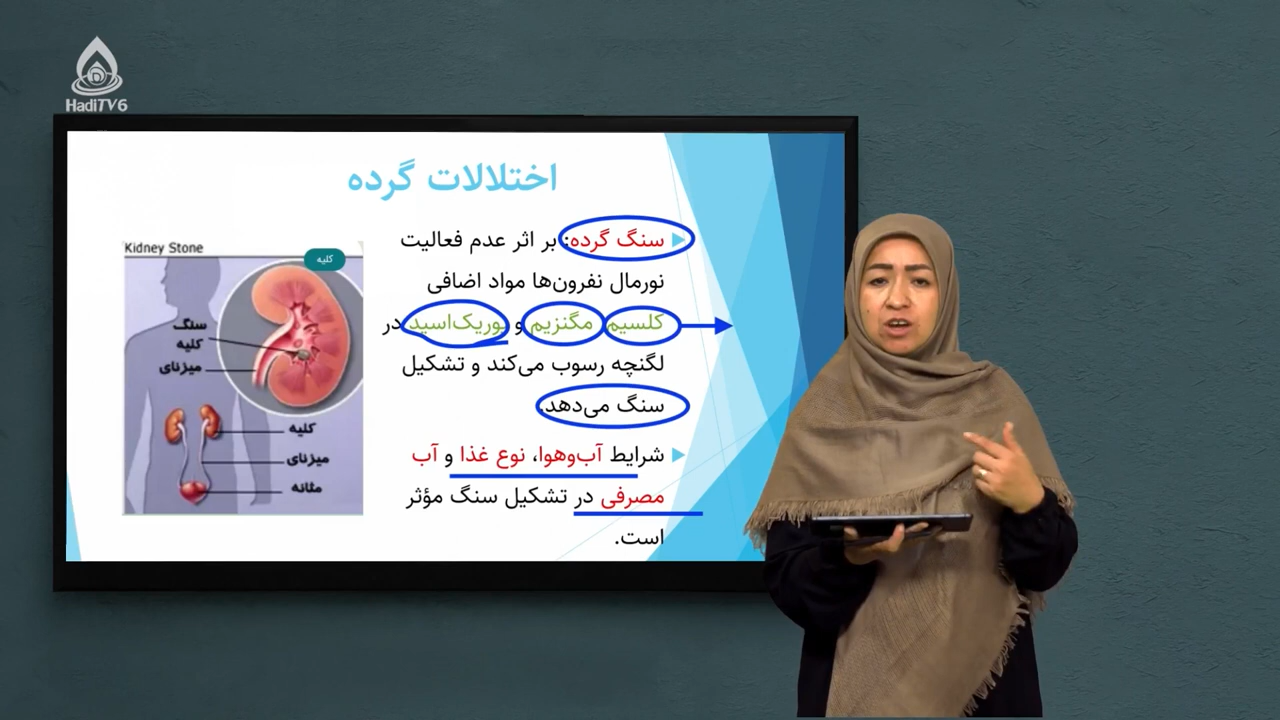 HadiTV6
اختلالات گرده
سنگ گرده: بر اثر عدم فعالیت
نورمال نفرون‌ها مواد اضافی
کلسیم مگنزیم و یوریک‌اسید در
لگنچه رسوب می‌کند و تشکیل
سنگ می‌دهد.
شرایط آب‌وهوا، نوع غذا و آب
مصرفی در تشکیل سنگ مؤثر
است.
Kidney Stone
کلیه
سنگ
کلیه
میزنای
کلیه
میزنای
مثانه